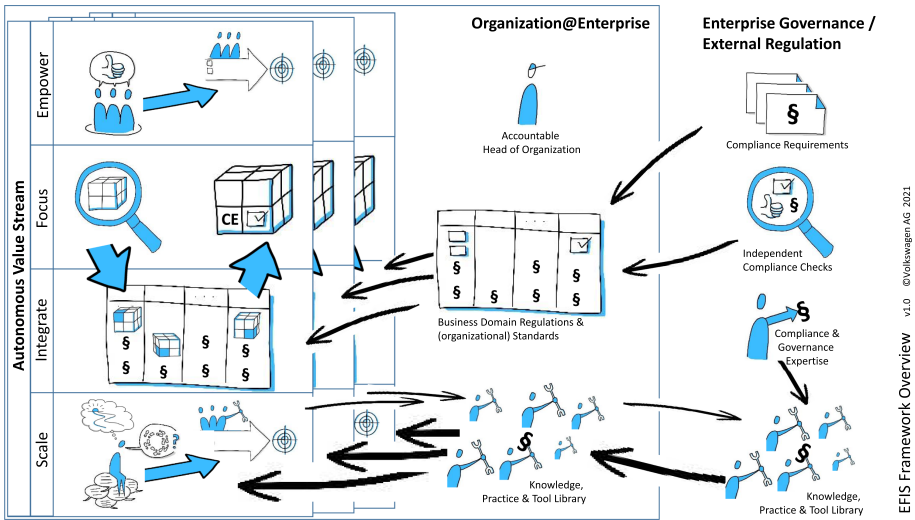 Organization@Enterprise
Enterprise Governance /
External Regulation
Autonomous Value Stream
Empower
Focus
Integrate
Scale
CE
Accountable
Head of Organization
§
Compliance Requirements
§
Independent
Compliance Checks
. . . .
§
§
§
§
§
§
Business Domain Regulations &
(organizational) Standards
§
Compliance &
Governance
Expertise
. . . .
§
§
§
§
§
§
§
?
§
Knowledge,
Practice & Tool Library
§
Knowledge,
Practice & Tool Library
EFIS Framework Overview v1.0 ©Volkswagen AG 2021